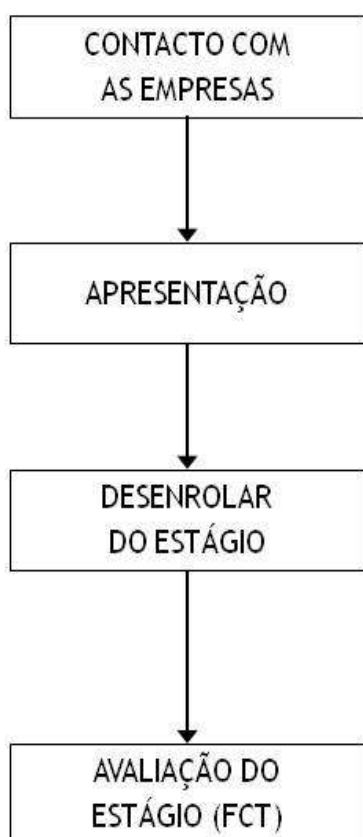 CONTACTO COM
AS EMPRESAS
APRESENTAÇÃO
DESENROLAR
DO ESTÁGIO
AVALIAÇÃO DO
ESTÁGIO (FCT)